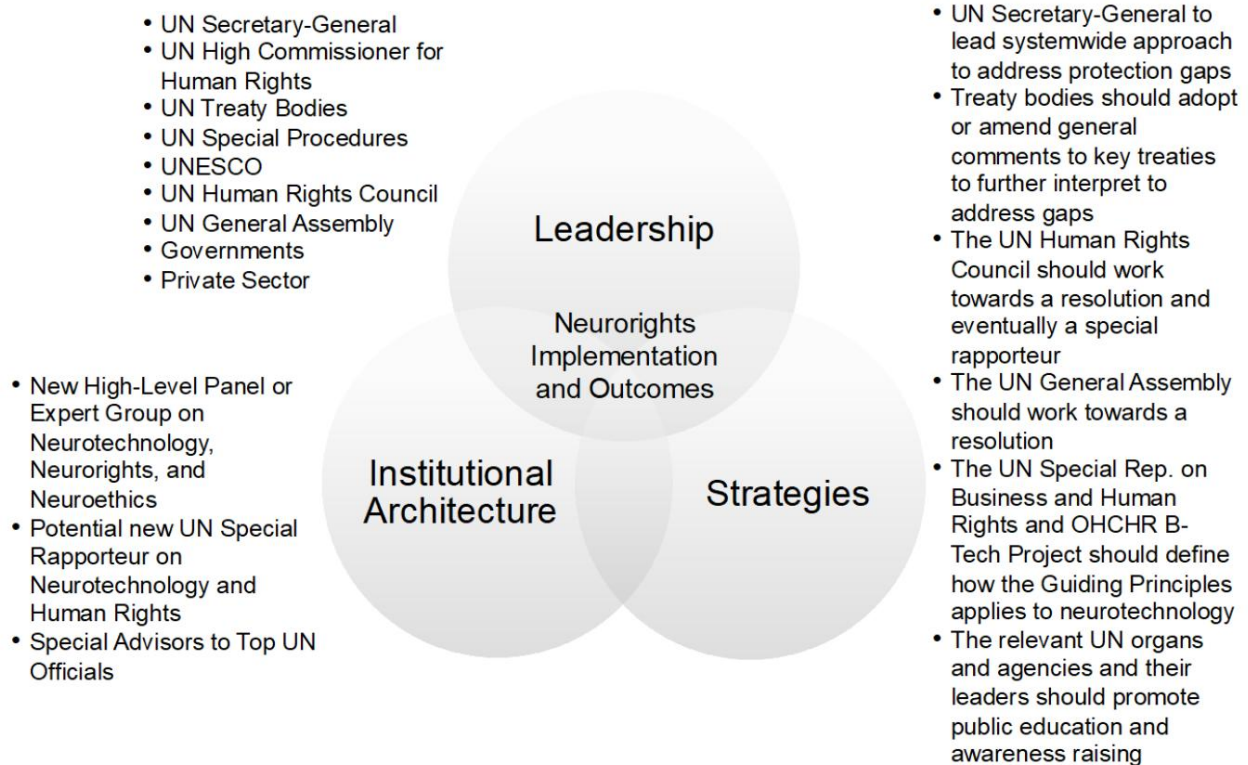 • UN Secretary-General
• UN High Commissioner for
Human Rights
• UN Treaty Bodies
• UN Special Procedures
• UNESCO
• UN Human Rights Council
• UN General Assembly
• Governments
• Private Sector
Leadership
Neurorights
Implementation
and Outcomes
Institutional
Architecture
Strategies
• New High-Level Panel or
Expert Group on
Neurotechnology,
Neurorights, and
Neuroethics
• Potential new UN Special
Rapporteur on
Neurotechnology and
Human Rights
• Special Advisors to Top UN
Officials
• UN Secretary-General to
lead systemwide approach
to address protection gaps
• Treaty bodies should adopt
or amend general
comments to key treaties
to further interpret to
address gaps
• The UN Human Rights
Council should work
towards a resolution and
eventually a special
rapporteur
• The UN General Assembly
should work towards a
resolution
• The UN Special Rep. on
Business and Human
Rights and OHCHR B-
Tech Project should define
how the Guiding Principles
applies to neurotechnology
• The relevant UN organs
and agencies and their
leaders should promote
public education and
awareness raising